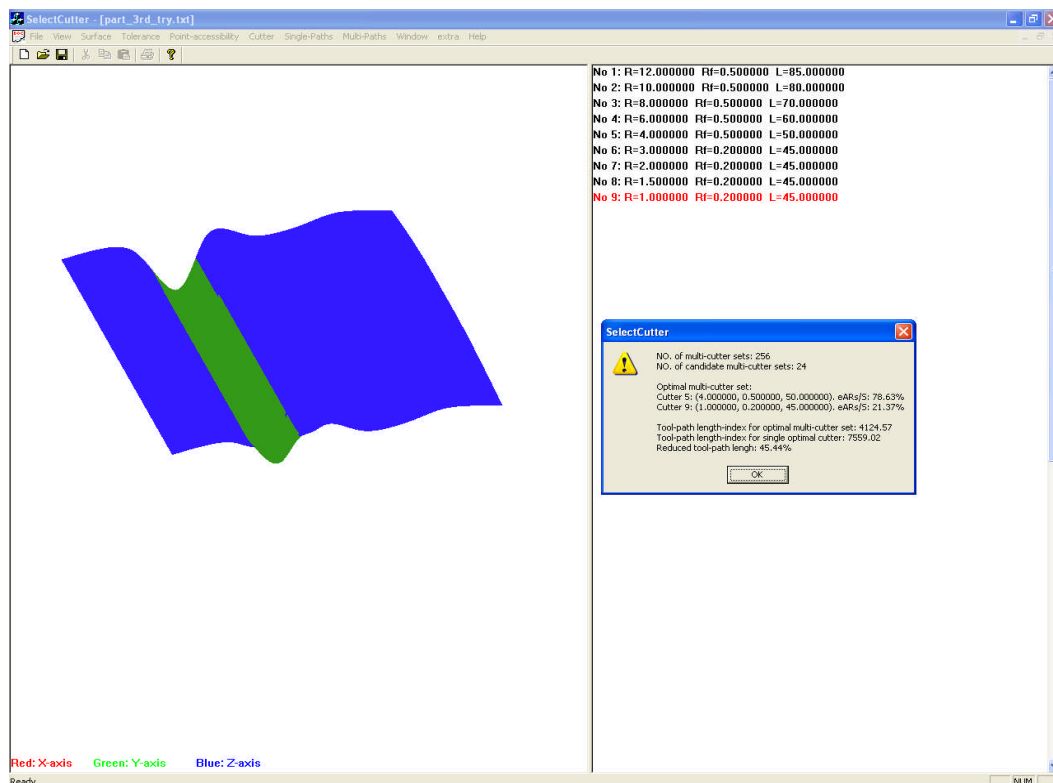 SelectCutter - [part_3rd_try.txt]
File View Surface Tolerance Point-accessibility Cutter Single-Paths Multi-Paths Window extra Help
No 1: R=12.000000 Rf=0.500000 L=85.000000
No 2: R=10.000000 Rf=0.500000 L=80.000000
No 3: R=8.000000 Rf=0.500000 L=70.000000
No 4: R=6.000000 Rf=0.500000 L=60.000000
No 5: R=4.000000 Rf=0.500000 L=50.000000
No 6: R=3.000000 Rf=0.200000 L=45.000000
No 7: R=2.000000 Rf=0.200000 L=45.000000
No 8: R=1.500000 Rf=0.200000 L=45.000000
No 9: R=1.000000 Rf=0.200000 L=45.000000
SelectCutter
NO. of multi-cutter sets: 256
NO. of candidate multi-cutter sets: 24
Optimal multi-cutter set:
Cutter 5: (4.000000, 0.500000, 50.000000). eARs/S: 78.63%
Cutter 9: (1.000000, 0.200000, 45.000000). eARs/S: 21.37%
Tool-path length-index for optimal multi-cutter set: 4124.57
Tool-path length-index for single optimal cutter: 7559.02
Reduced tool-path lengh: 45.44%
OK
Red: X-axis Green: Y-axis Blue: Z-axis
Ready
NUM